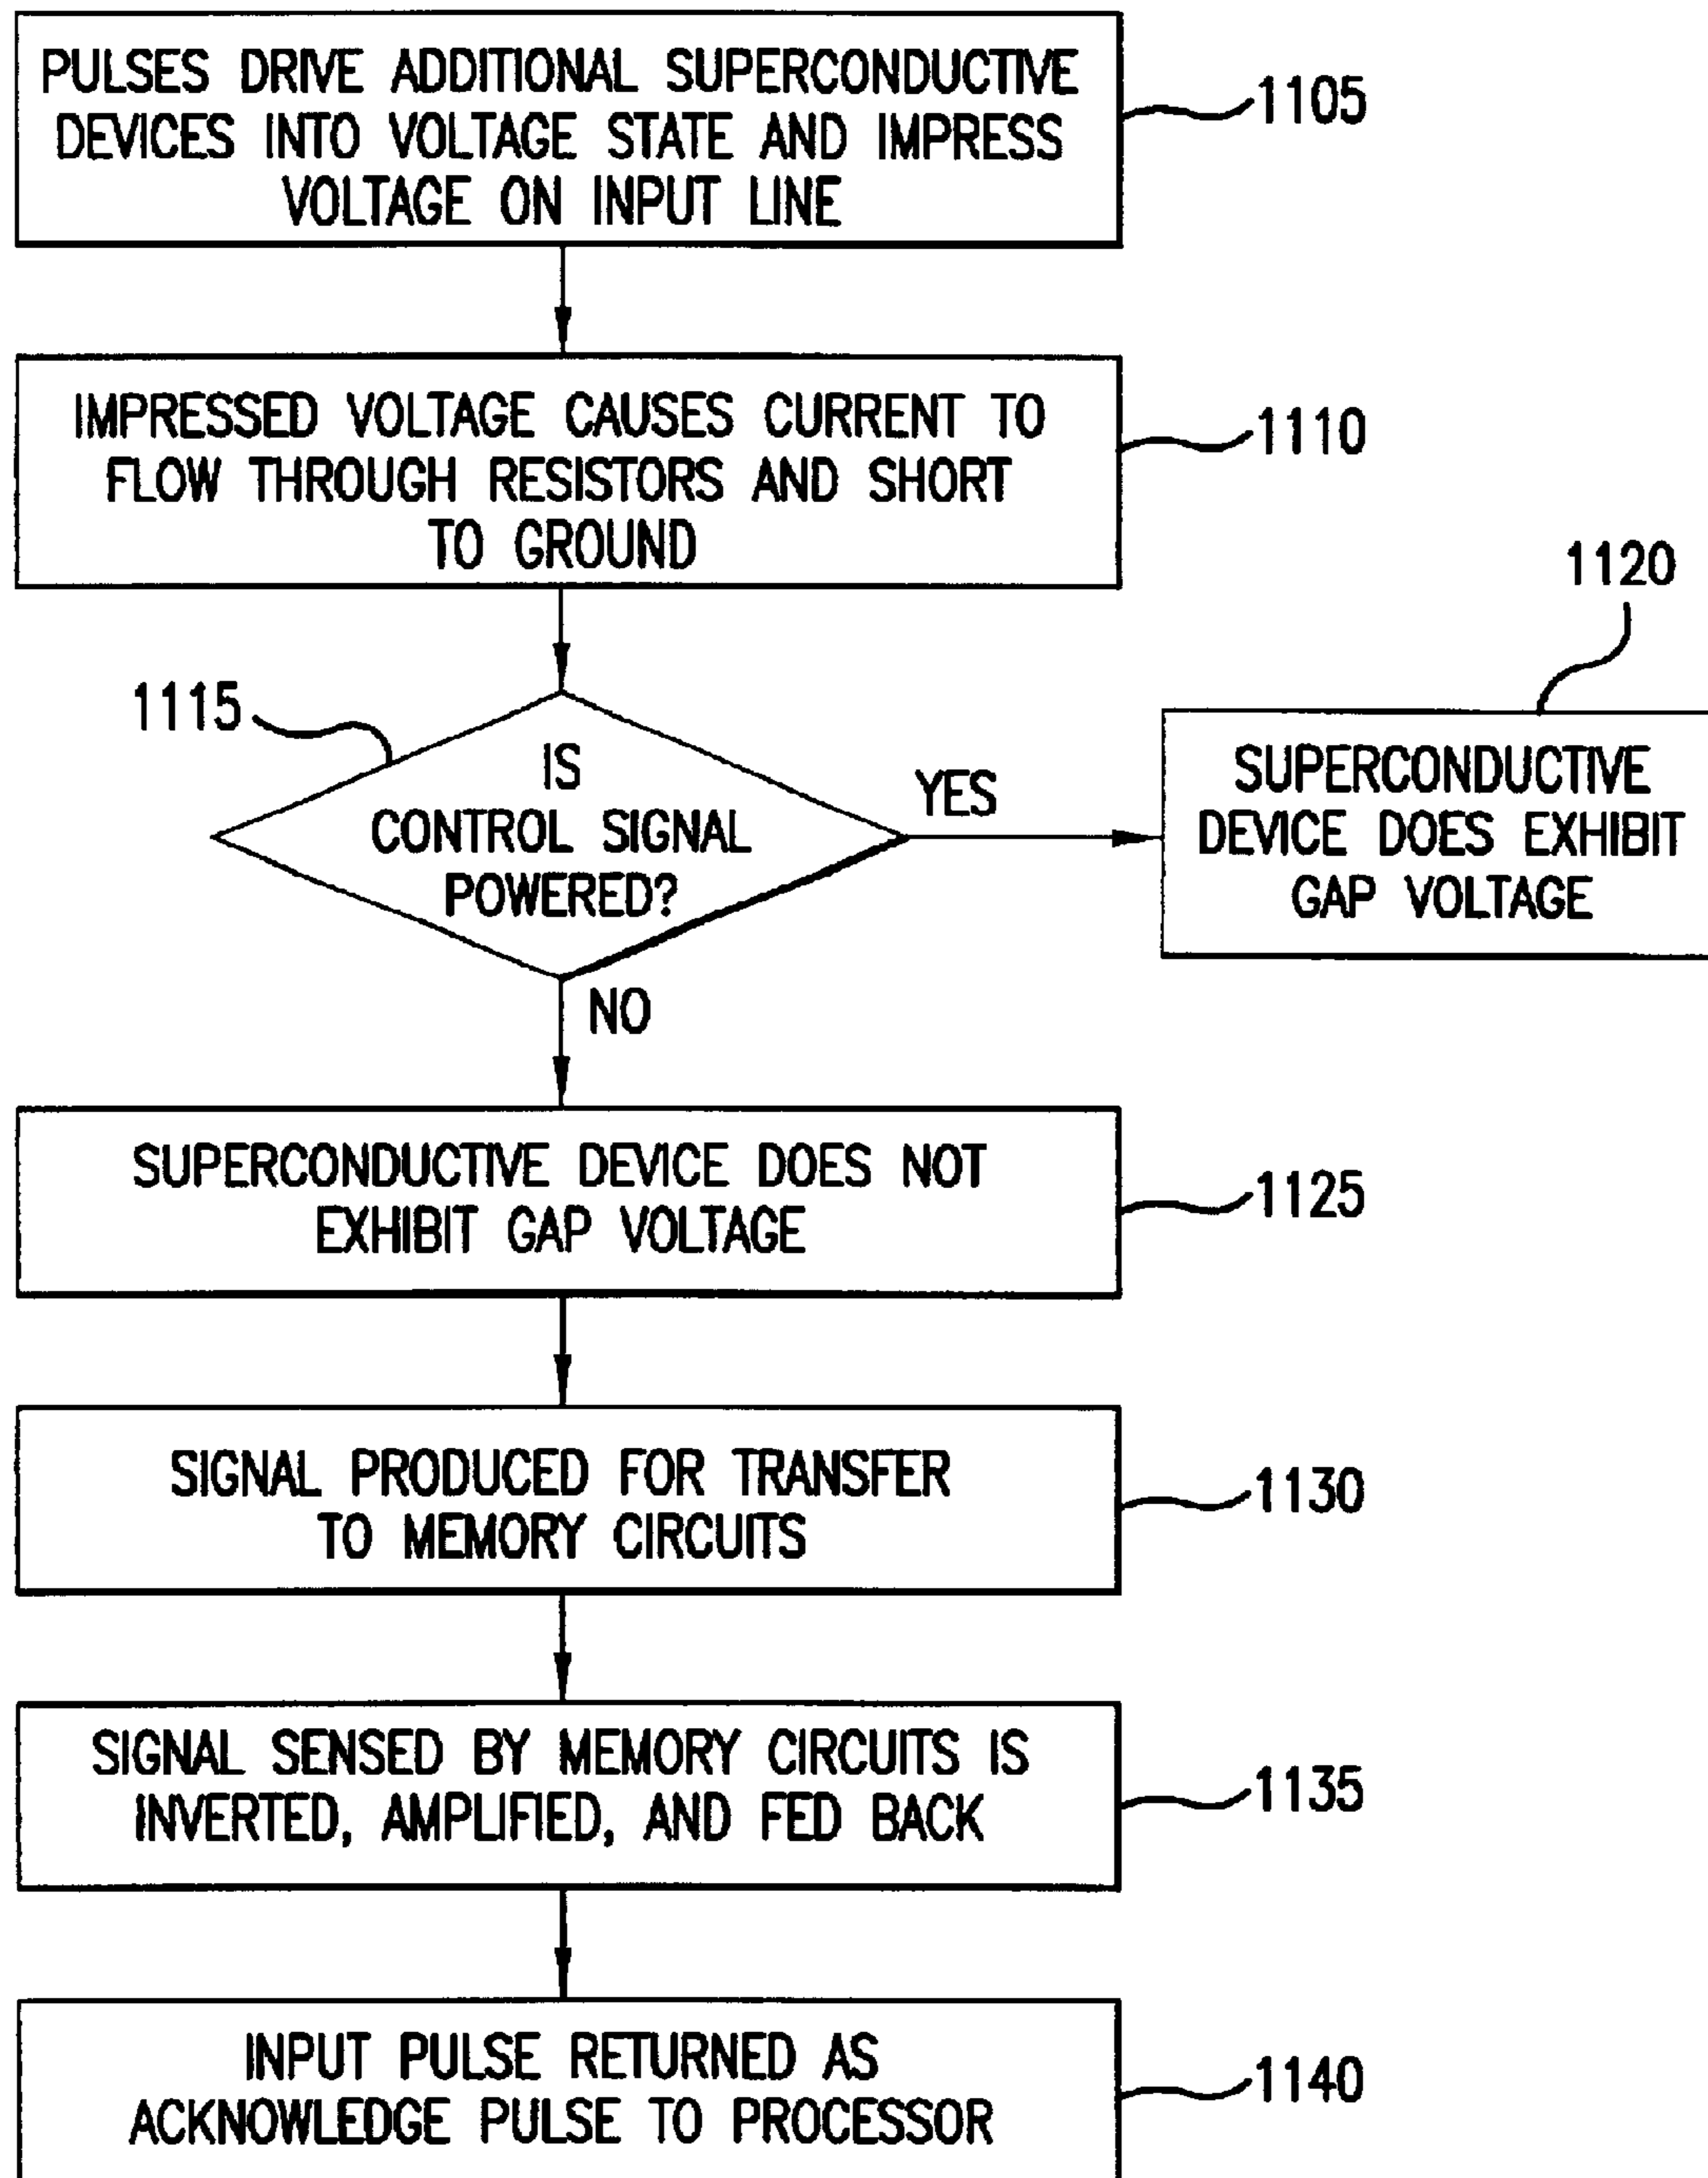 PULSES DRIVE ADDITIONAL SUPERCONDUCTIVE
DEVICES INTO VOLTAGE STATE AND IMPRESS
VOLTAGE ON INPUT LINE
1105
IMPRESSED VOLTAGE CAUSES CURRENT TO
FLOW THROUGH RESISTORS AND SHORT
TO GROUND
1110
1115
IS
CONTROL SIGNAL
POWERED?
YES
1120
SUPERCONDUCTIVE
DEVICE DOES EXHIBIT
GAP VOLTAGE
NO
SUPERCONDUCTIVE DEVICE DOES NOT
EXHIBIT GAP VOLTAGE
1125
SIGNAL PRODUCED FOR TRANSFER
TO MEMORY CIRCUITS
1130
SIGNAL SENSED BY MEMORY CIRCUITS IS
INVERTED, AMPLIFIED, AND FED BACK
1135
INPUT PULSE RETURNED AS
ACKNOWLEDGE PULSE TO PROCESSOR
1140